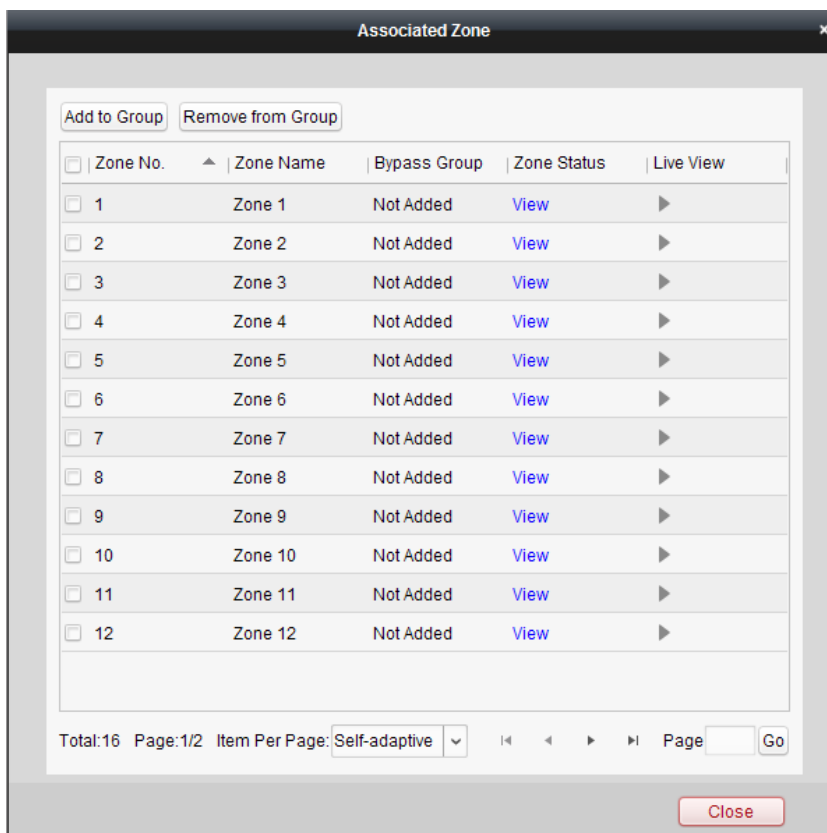 Associated Zone
Add to Group Remove from Group
Zone No. Zone Name Bypass Group Zone Status Live View
1 Zone 1 Not Added View
2 Zone 2 Not Added View
3 Zone 3 Not Added View
4 Zone 4 Not Added View
5 Zone 5 Not Added View
6 Zone 6 Not Added View
7 Zone 7 Not Added View
8 Zone 8 Not Added View
9 Zone 9 Not Added View
10 Zone 10 Not Added View
11 Zone 11 Not Added View
12 Zone 12 Not Added View
Total:16 Page:1/2 Item Per Page: Self-adaptive Page Go
Close